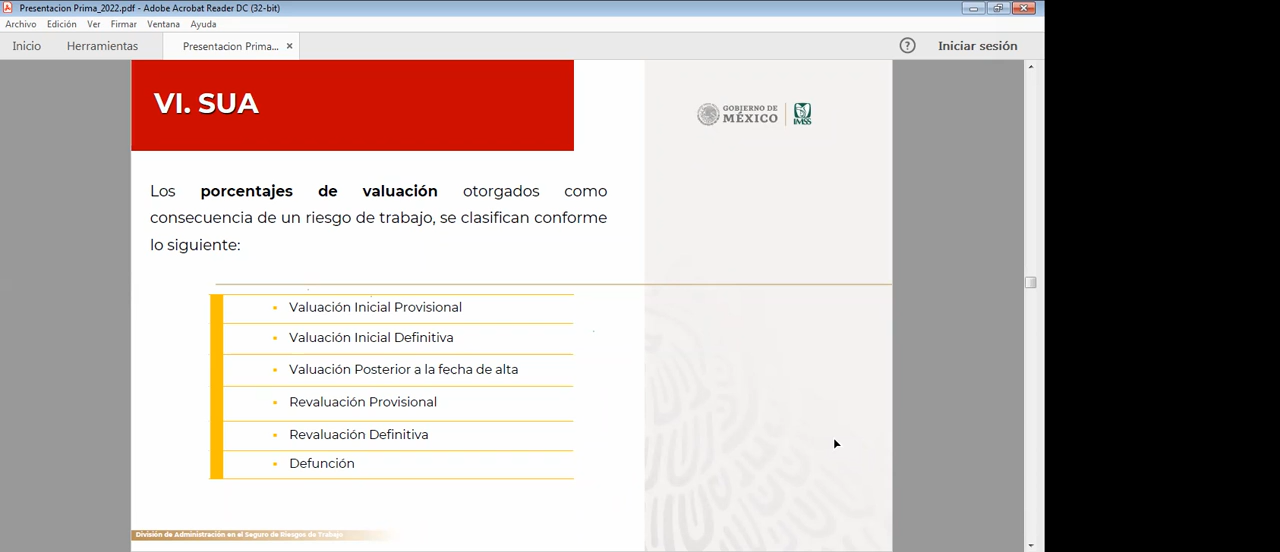 Presentacion Prima_2022.pdf - Adobe Acrobat Reader DC (32-bit)
Archivo Edición Ver Firmar Ventana Ayuda
Inicio Herramientas Presentacion Prima... × ? Iniciar sesión
VI. SUA
GOBIERNO DE
MÉXICO
IMSS
Los porcentajes de valuación otorgados como
consecuencia de un riesgo de trabajo, se clasifican conforme
lo siguiente:
▪ Valuación Inicial Provisional
▪ Valuación Inicial Definitiva
▪ Valuación Posterior a la fecha de alta
▪ Revaluación Provisional
▪ Revaluación Definitiva
▪ Defunción
División de Administración en el Seguro de Riesgos de Trabajo